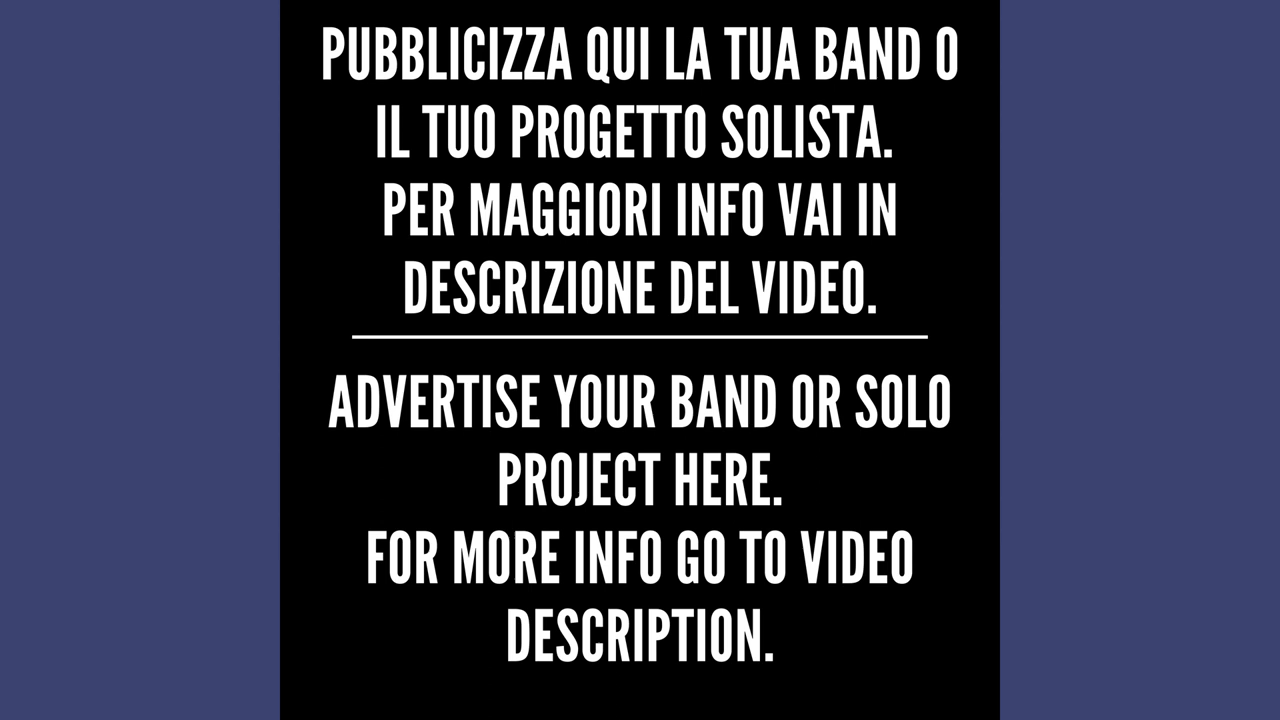 PUBBLICIZZA QUI LA TUA BAND O
IL TUO PROGETTO SOLISTA.
PER MAGGIORI INFO VAI IN
DESCRIZIONE DEL VIDEO.
ADVERTISE YOUR BAND OR SOLO
PROJECT HERE.
FOR MORE INFO GO TO VIDEO
DESCRIPTION.